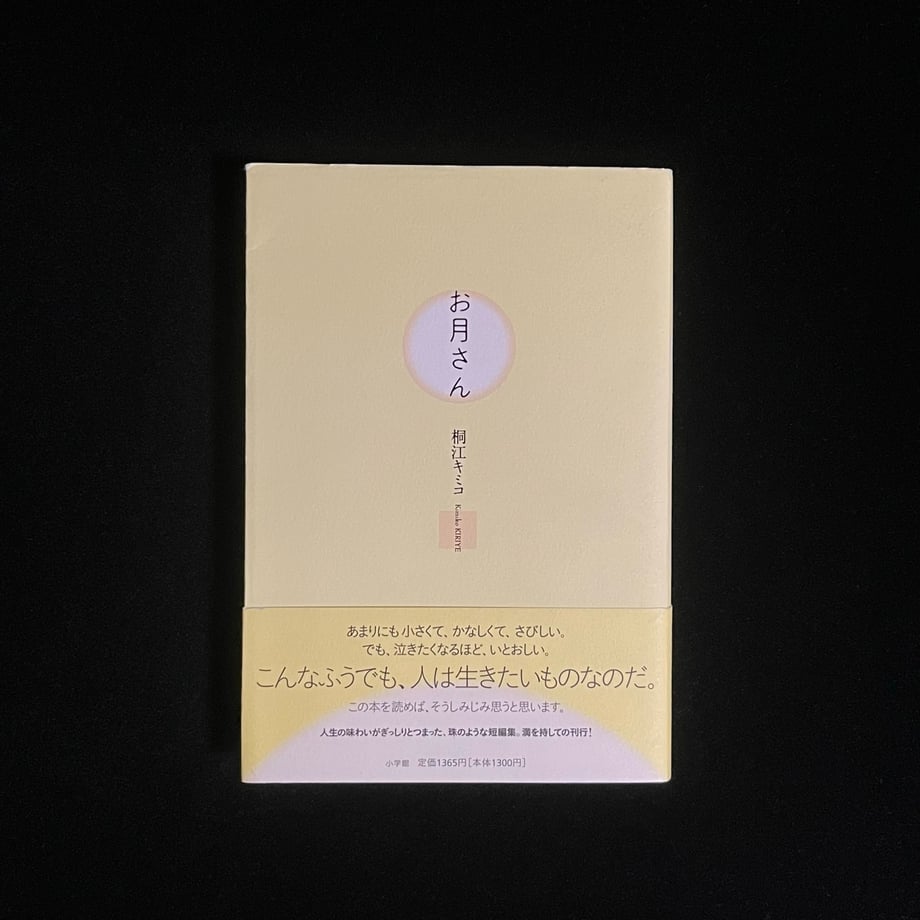 お月さん
桐江キミコ
Kimiko KIRIYE
あまりにも小さくて、かなしくて、さびしい。
でも、泣きたくなるほど、いとおしい。
こんなふうでも、人は生きたいものなのだ。
この本を読めば、そうしみじみ思うと思います。
人生の味わいがぎっしりとつまった、珠のような短編集。満を持しての刊行！
小学館 定価1365円[本体1300円]